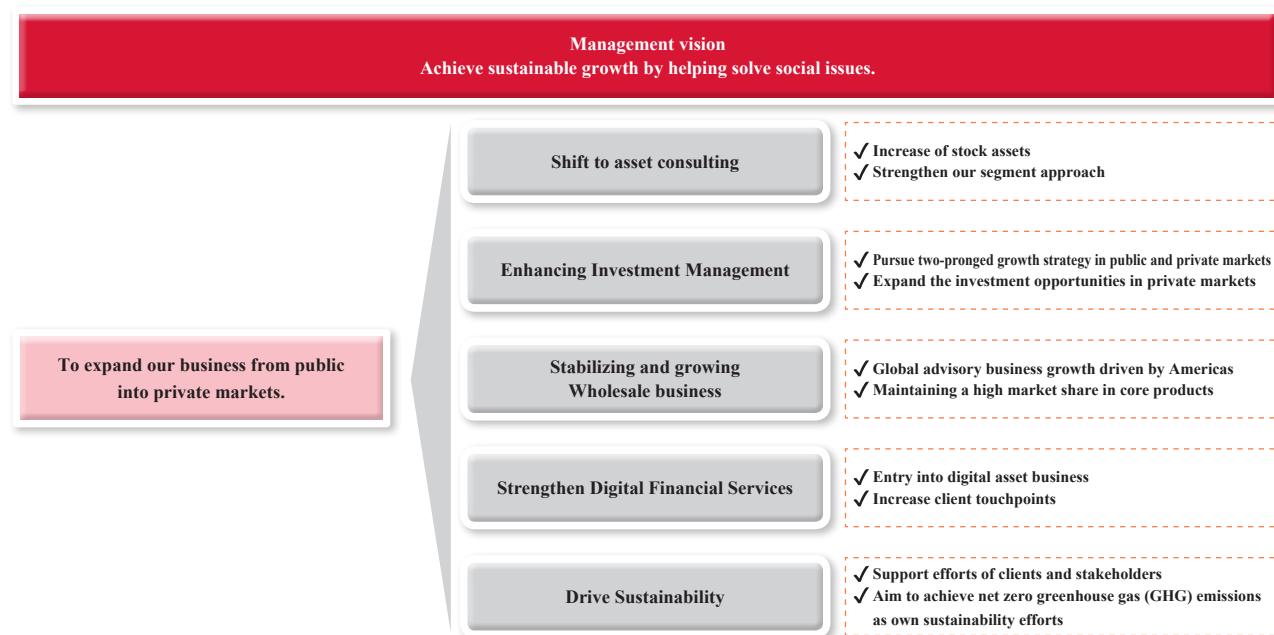 Management vision
Achieve sustainable growth by helping solve social issues.
To expand our business from public
into private markets.
Shift to asset consulting
✓ Increase of stock assets
✓ Strengthen our segment approach
Enhancing Investment Management
✓ Pursue two-pronged growth strategy in public and private markets
✓ Expand the investment opportunities in private markets
Stabilizing and growing
Wholesale business
✓ Global advisory business growth driven by Americas
✓ Maintaining a high market share in core products
Strengthen Digital Financial Services
✓ Entry into digital asset business
✓ Increase client touchpoints
Drive Sustainability
✓ Support efforts of clients and stakeholders
✓ Aim to achieve net zero greenhouse gas (GHG) emissions
as own sustainability efforts